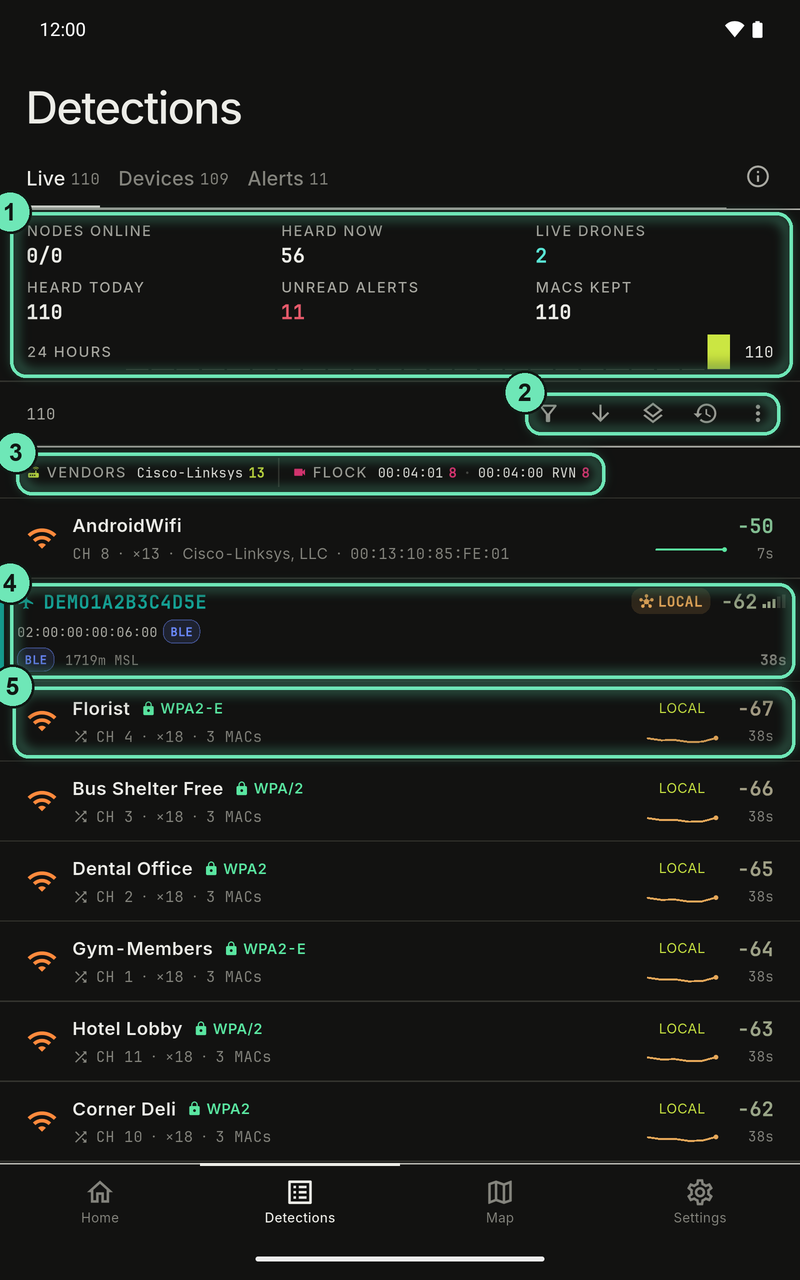 12:00
Detections
Live 110 Devices 109 Alerts 11
1
NODES ONLINE HEARD NOW LIVE DRONES
0/0 56 2
HEARD TODAY UNREAD ALERTS MACS KEPT
110 11 110
24 HOURS 110
2
110
3
VENDORS Cisco-Linksys 13 FLOCK 00:04:01 8 · 00:04:00 RVN 8
AndroidWifi -50
CH 8 · ×13 · Cisco-Linksys, LLC · 00:13:10:85:FE:01 7s
4
DEMO1A2B3C4D5E LOCAL -62
02:00:00:00:06:00 BLE
BLE 1719m MSL 38s
5
Florist WPA2-E LOCAL -67
CH 4 · ×18 · 3 MACs 38s
Bus Shelter Free WPA/2 LOCAL -66
CH 3 · ×18 · 3 MACs 38s
Dental Office WPA2 LOCAL -65
CH 2 · ×18 · 3 MACs 38s
Gym-Members WPA2-E LOCAL -64
CH 1 · ×18 · 3 MACs 38s
Hotel Lobby WPA/2 LOCAL -63
CH 11 · ×18 · 3 MACs 38s
Corner Deli WPA2 LOCAL -62
CH 10 · ×18 · 3 MACs 38s
Home Detections Map Settings